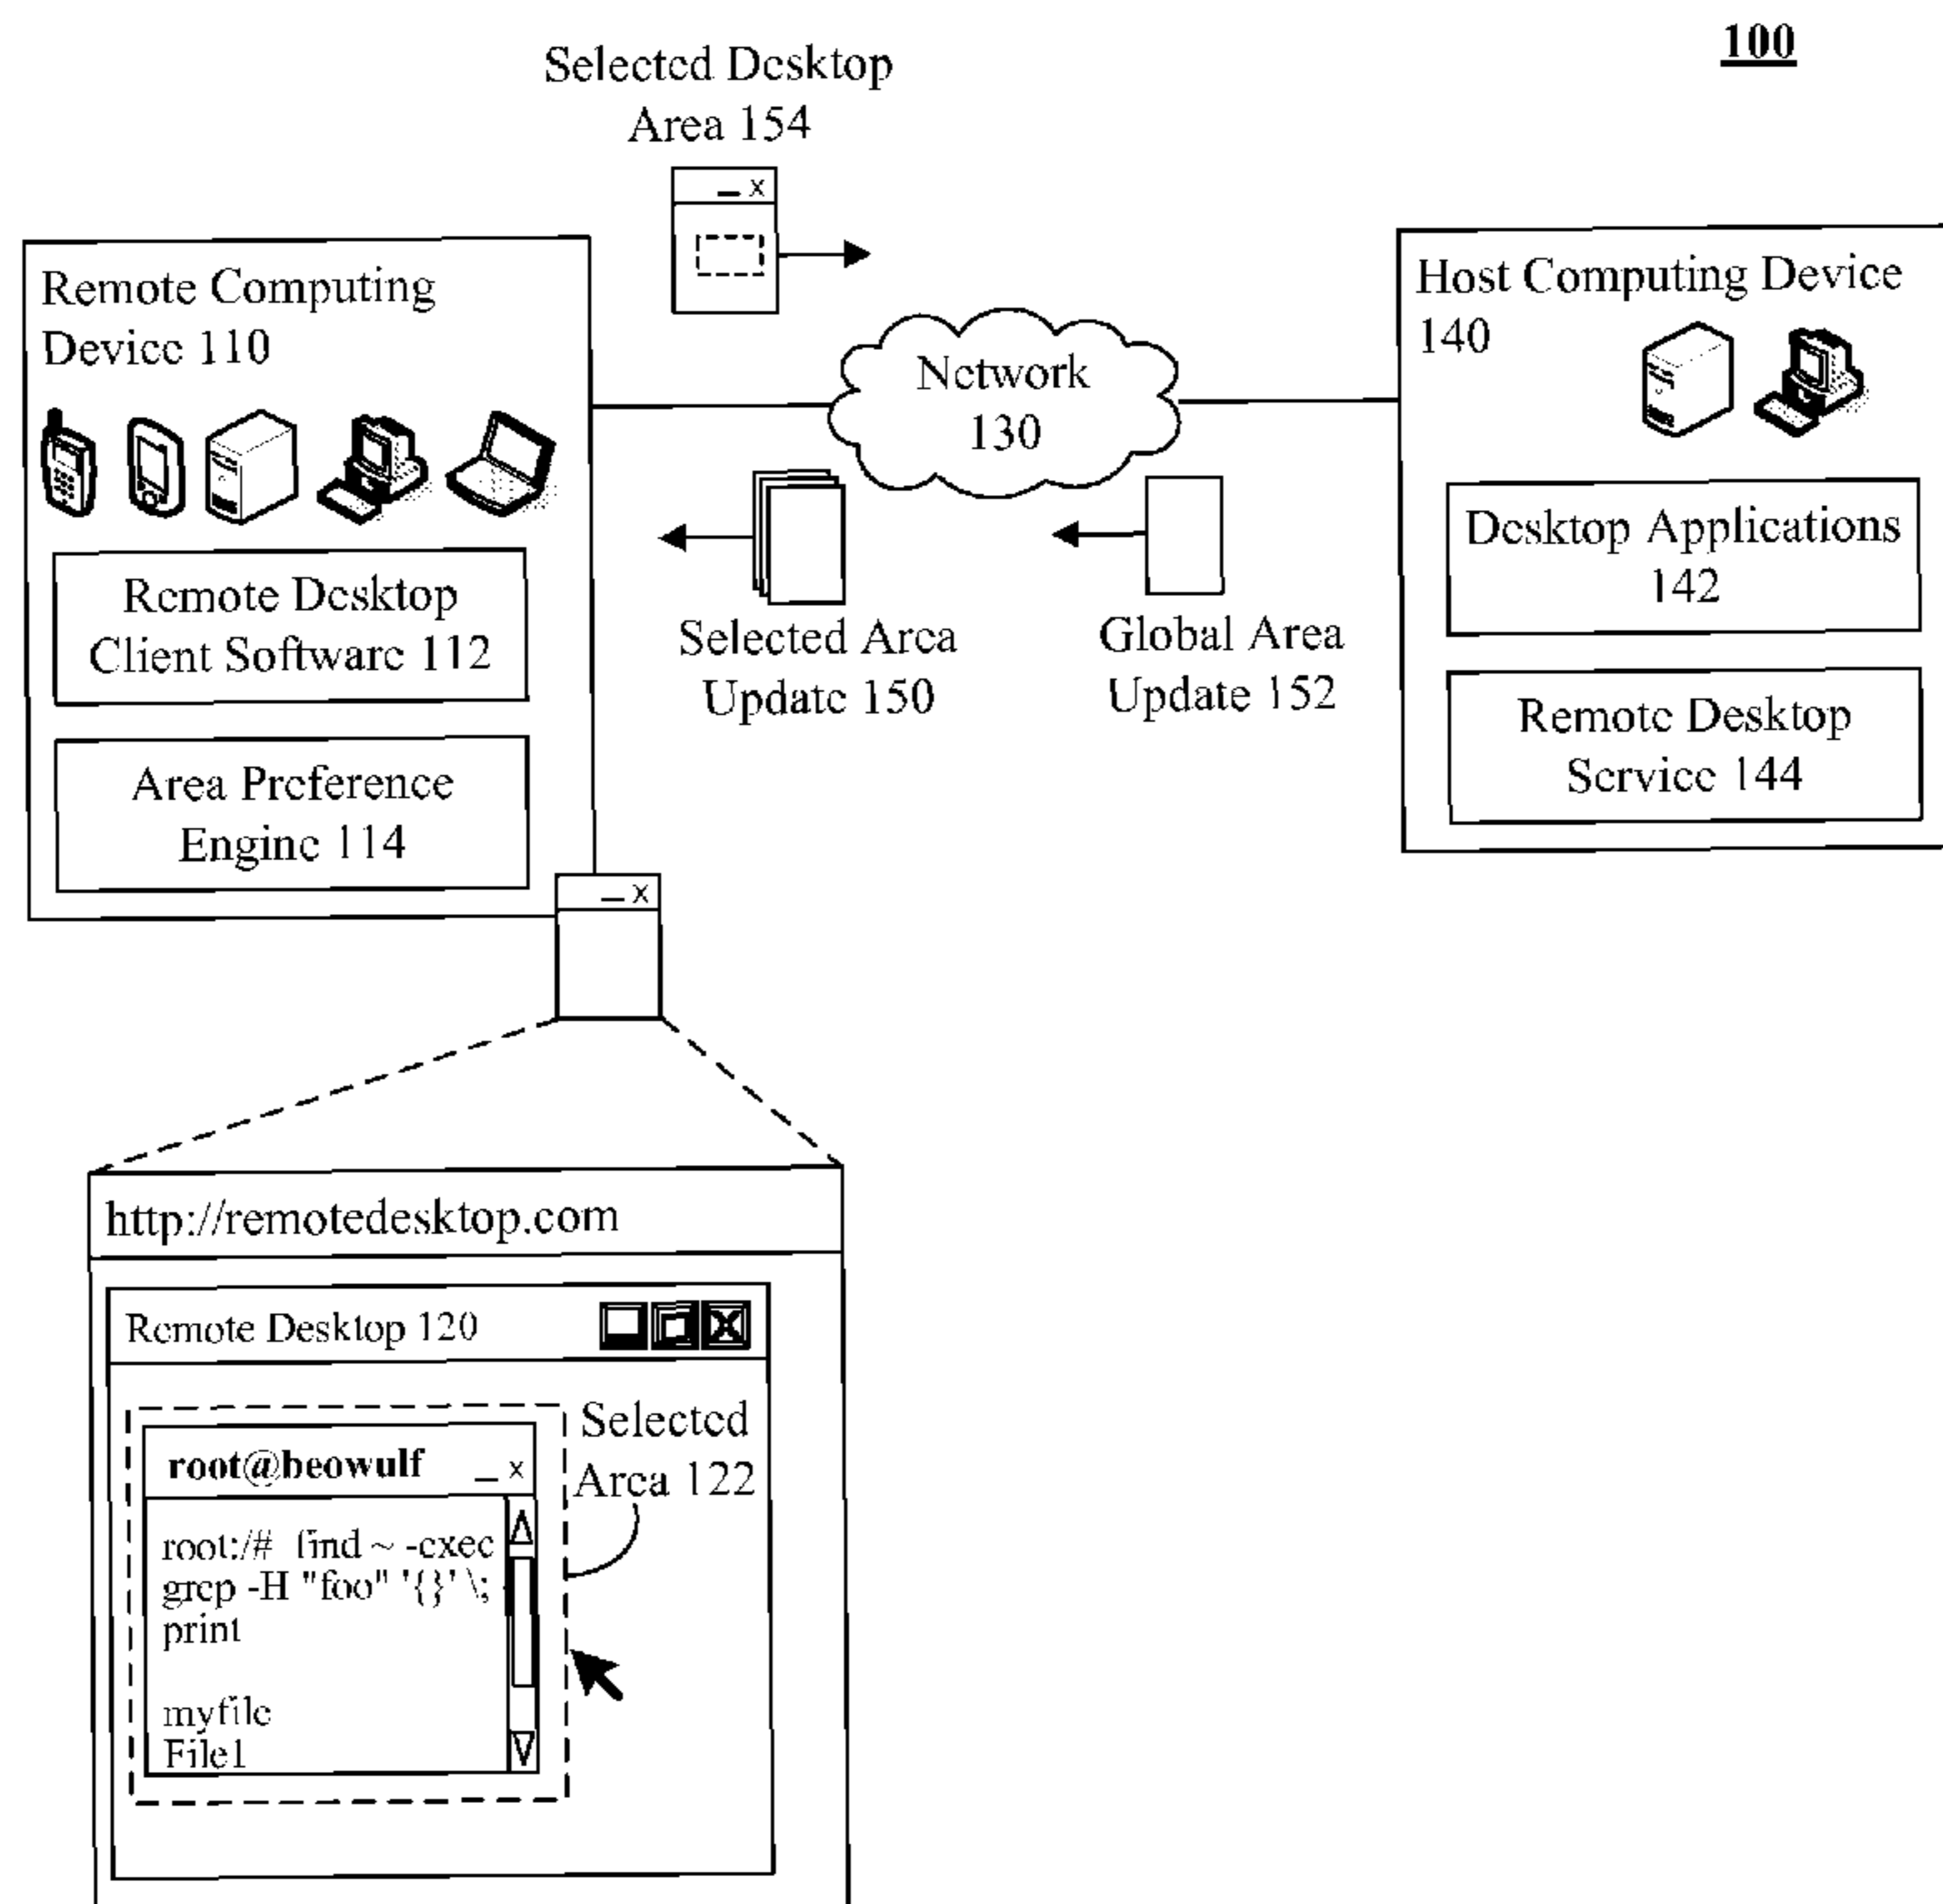 100
Selected Desktop
Area 154
_ x
Remote Computing
Device 110
Host Computing Device
140
Network
130
Desktop Applications
142
Remote Desktop
Client Software 112
Selected Area
Update 150
Global Area
Update 152
Remote Desktop
Service 144
Area Preference
Engine 114
_ x
http://remotedesktop.com
Remote Desktop 120
Selected
Area 122
root@beowulf _ x
root:/# find ~ -exec
grep -H "foo" '{}' \; -
print
myfile
File1